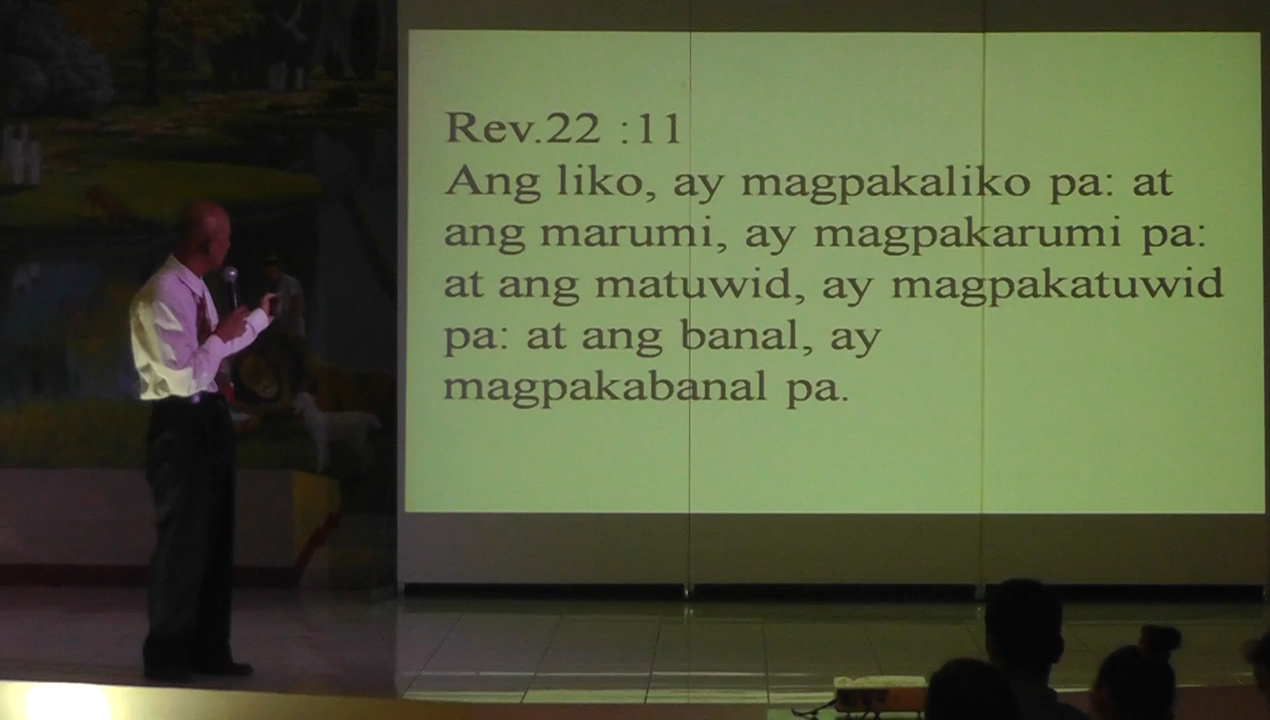 Rev.22 :11
Ang liko, ay magpakaliko pa: at
ang marumi, ay magpakarumi pa:
at ang matuwid, ay magpakatuwid
pa: at ang banal, ay
magpakabanal pa.